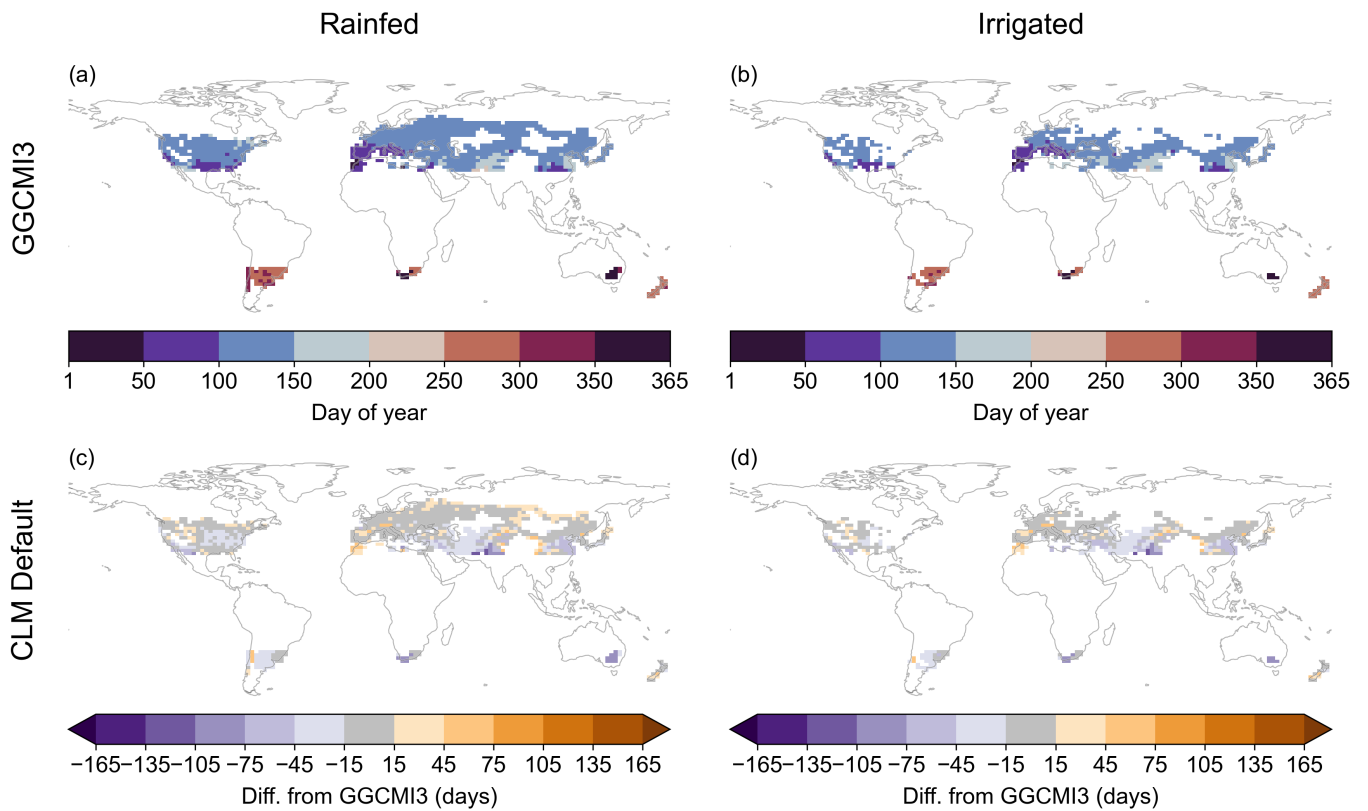 Rainfed
Irrigated
(a)
(b)
GGCMI3
1 50 100 150 200 250 300 350 365
1 50 100 150 200 250 300 350 365
Day of year
Day of year
(c)
(d)
CLM Default
−165 −135 −105 −75 −45 −15 15 45 75 105 135 165
−165 −135 −105 −75 −45 −15 15 45 75 105 135 165
Diff. from GGCMI3 (days)
Diff. from GGCMI3 (days)